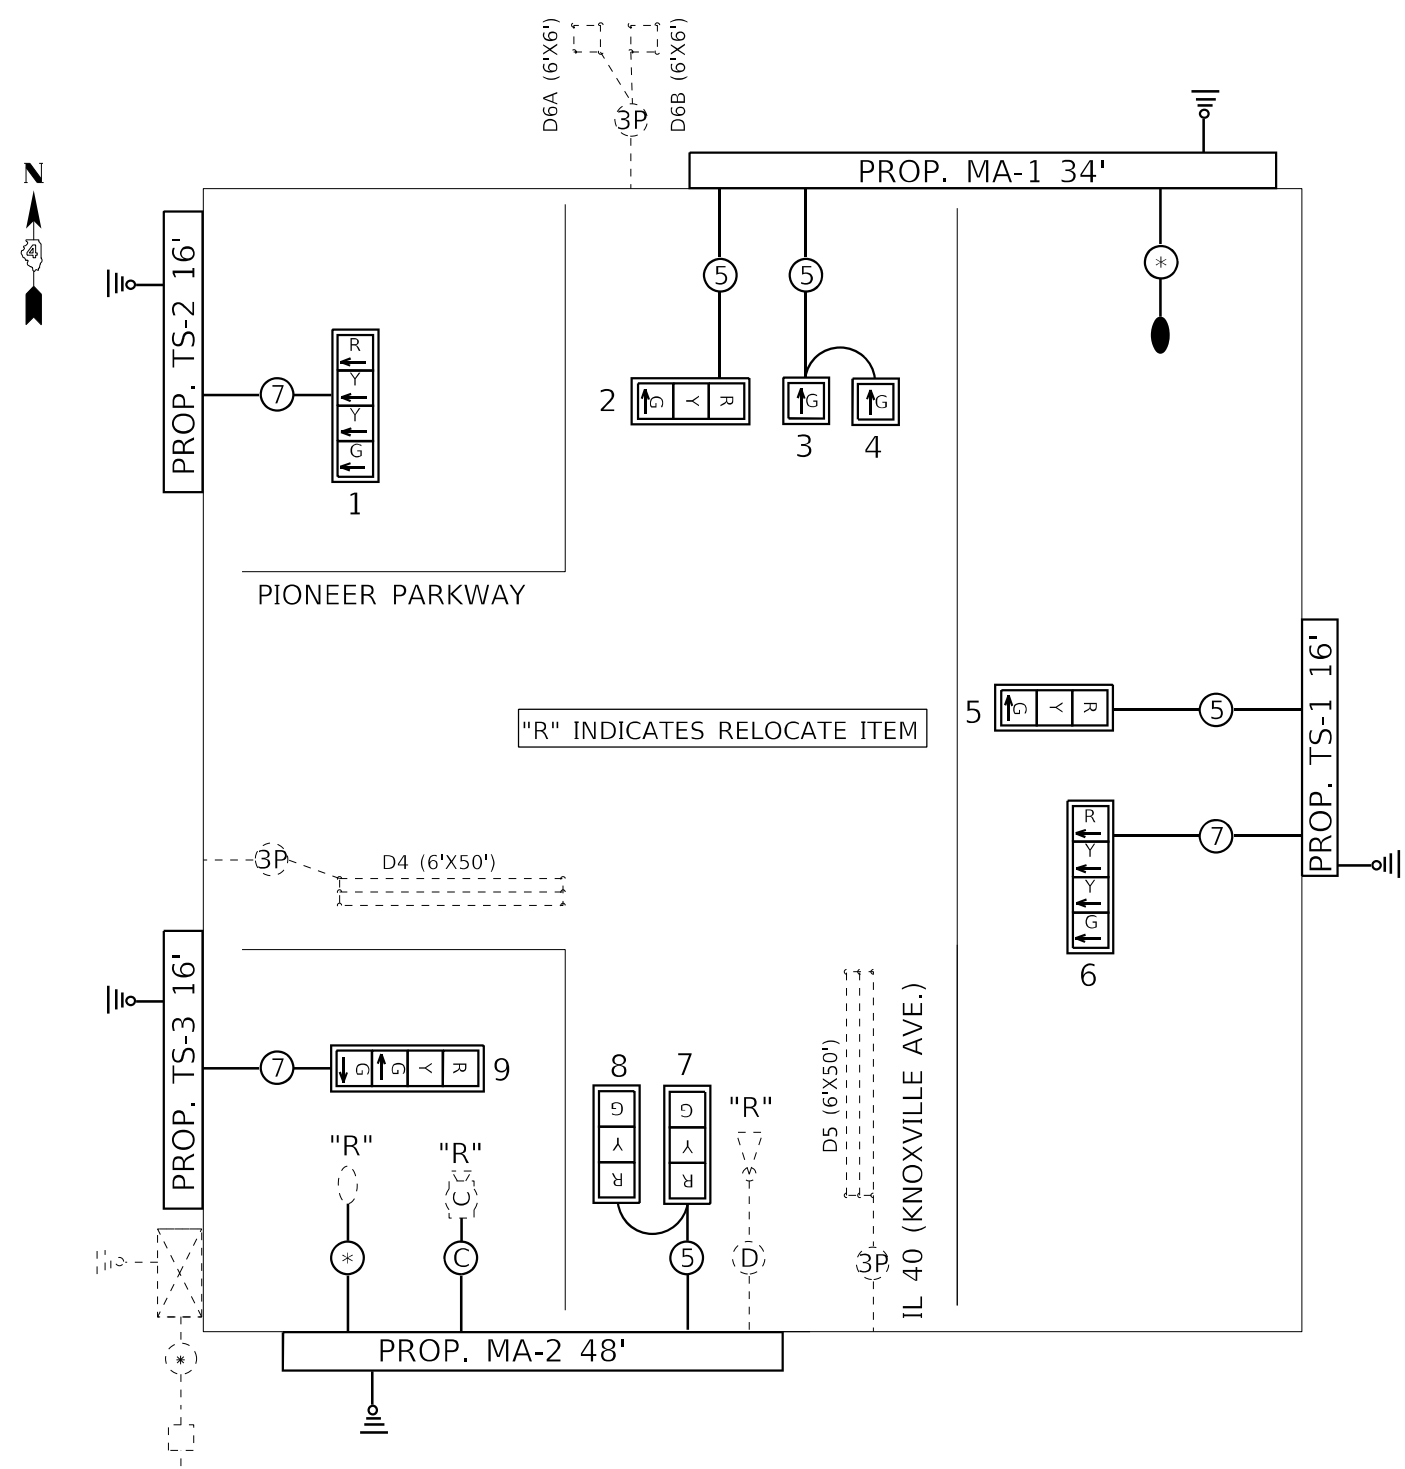 D6A (6'X6')
D6B (6'X6')
3P
PROP. MA-1 34'
N
4
PROP. TS-2 16'
7
R
Y
Y
G
1
5
5
*
2
G Y R
G
G
3
4
PIONEER PARKWAY
"R" INDICATES RELOCATE ITEM
5
G Y R
5
PROP. TS-1 16'
R
Y
Y
G
7
6
3P
D4 (6'X50')
PROP. TS-3 16'
7
G G Y R
9
8
7
G
Y
R
G
Y
R
"R"
"R"
"R"
C
*
C
5
D
D5 (6'X50')
3P
IL 40 (KNOXVILLE AVE.)
PROP. MA-2 48'
*